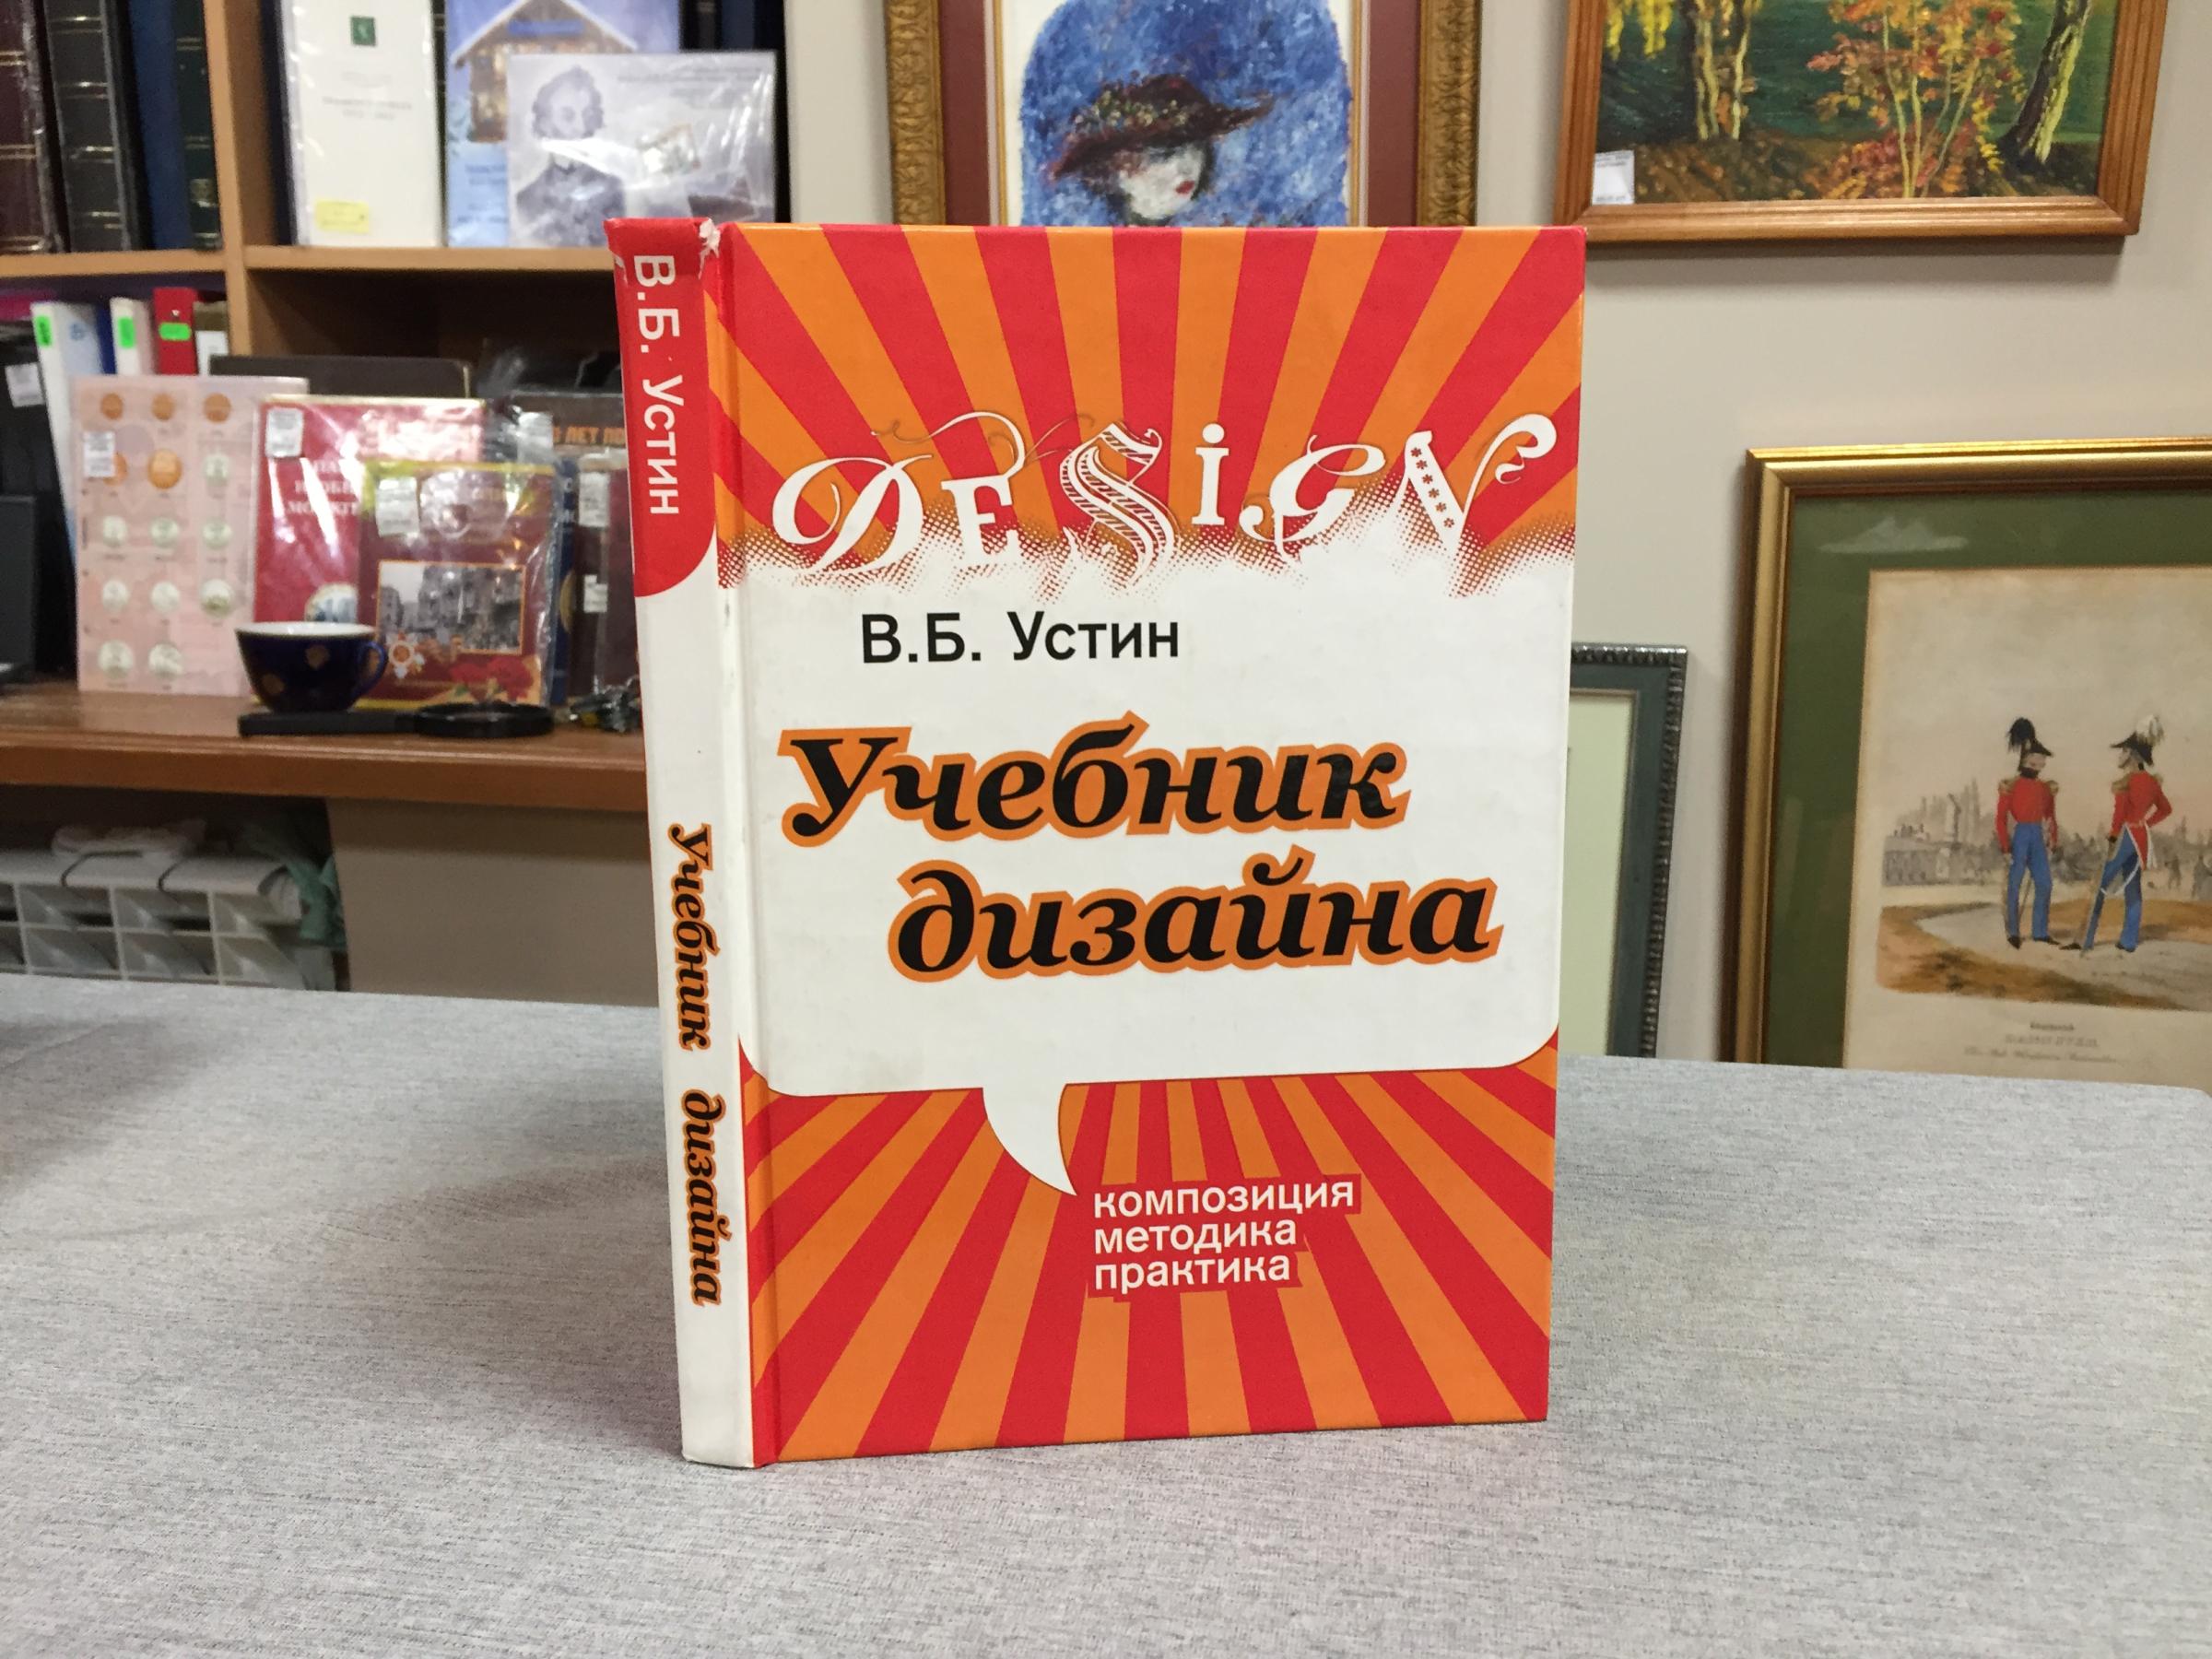 В.Б. Устин
Учебник дизайна
DESIGN
В.Б. Устин
Учебник
дизайна
композиция
методика
практика